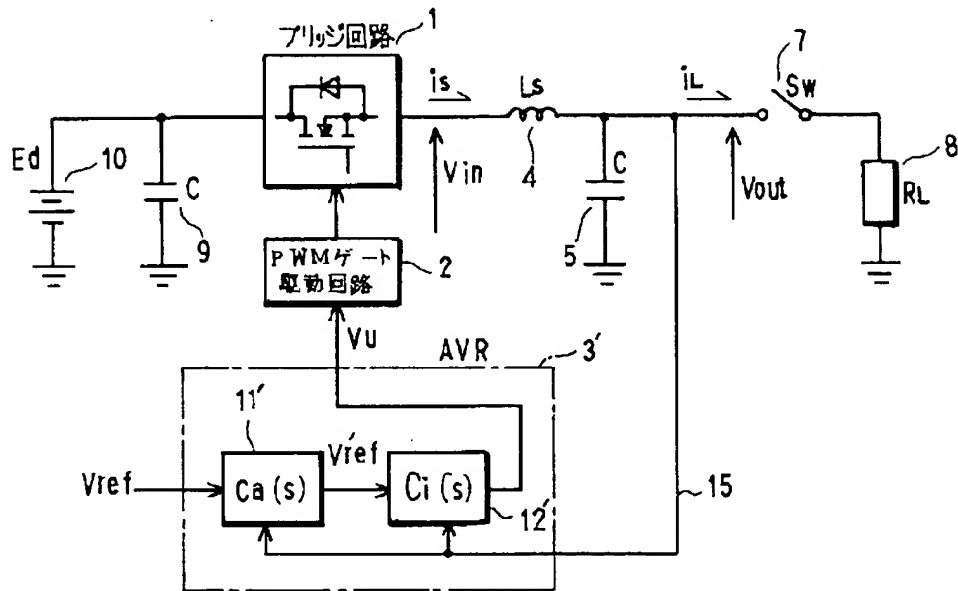 1
ブリッジ回路
is
Ls
4
iL
7
Sw
Ed
10
C
9
Vin
C
5
Vout
8
RL
PWMゲート
駆動回路
2
Vu
AVR
3'
11'
Vref
Ca(s)
V'ref
Ci(s)
12'
15